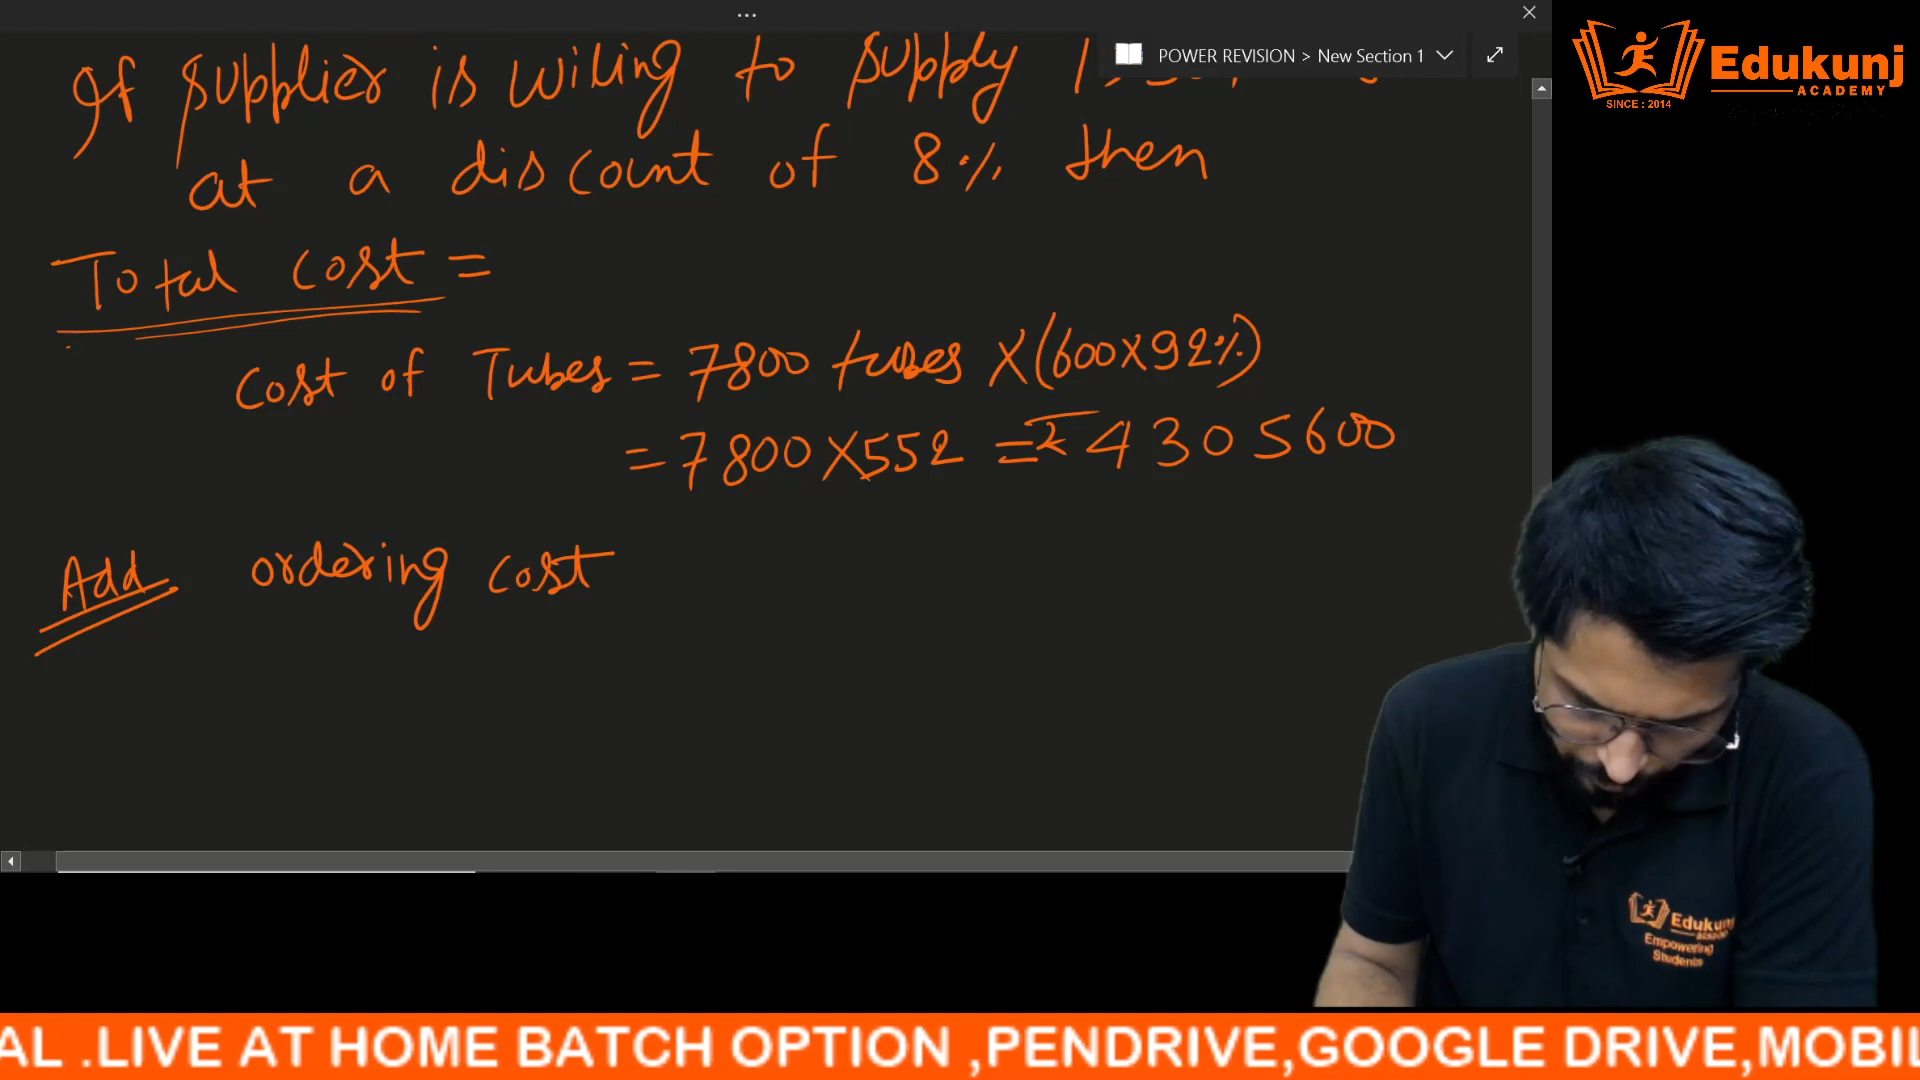 POWER REVISION > New Section 1
If supplier is wiling to supply
at a discount of 8% then
Total cost =
cost of Tubes = 7800 tubes X (600X92%)
= 7800X552 = ₹ 4305600
Add ordering cost
Edukunj
ACADEMY
SINCE : 2014
Edukunj
Empowering
Students
AL .LIVE AT HOME BATCH OPTION ,PENDRIVE,GOOGLE DRIVE,MOBIL